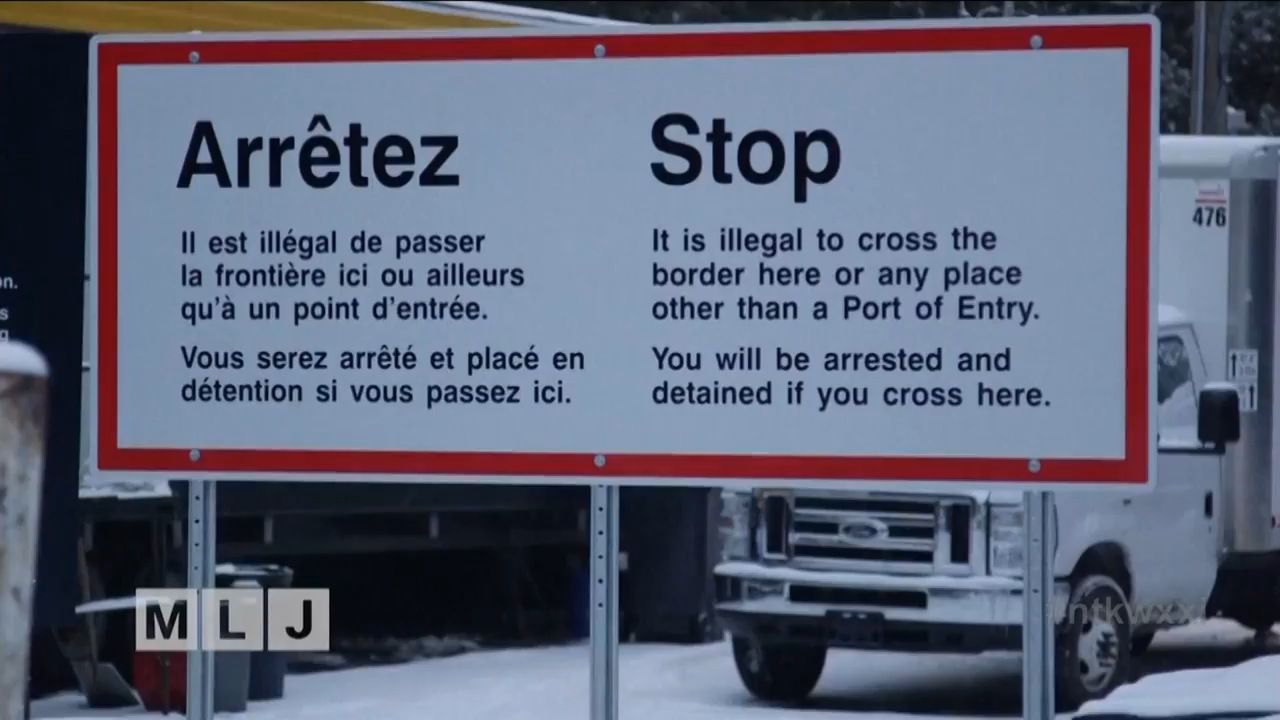 Arrêtez
Il est illégal de passer
la frontière ici ou ailleurs
qu'à un point d'entrée.
Vous serez arrêté et placé en
détention si vous passez ici.
Stop
It is illegal to cross the
border here or any place
other than a Port of Entry.
You will be arrested and
detained if you cross here.
476
on.
s
MLJ
#ntkwxxi